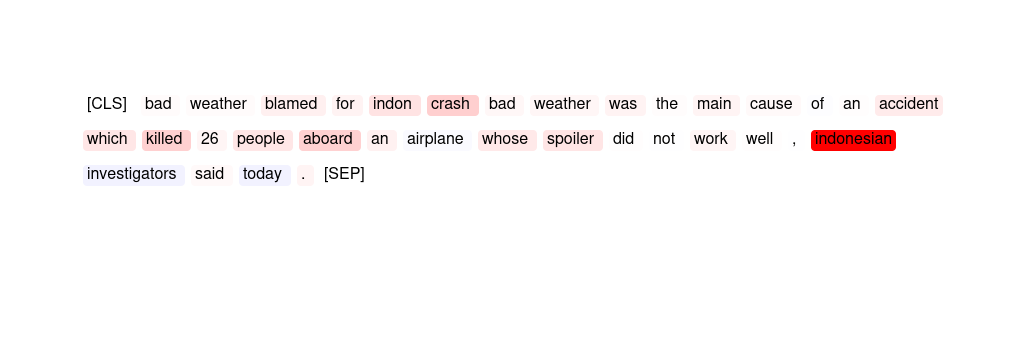 [CLS] bad weather blamed for indon crash bad weather was the main cause of an accident
which killed 26 people aboard an airplane whose spoiler did not work well , indonesian
investigators said today . [SEP]